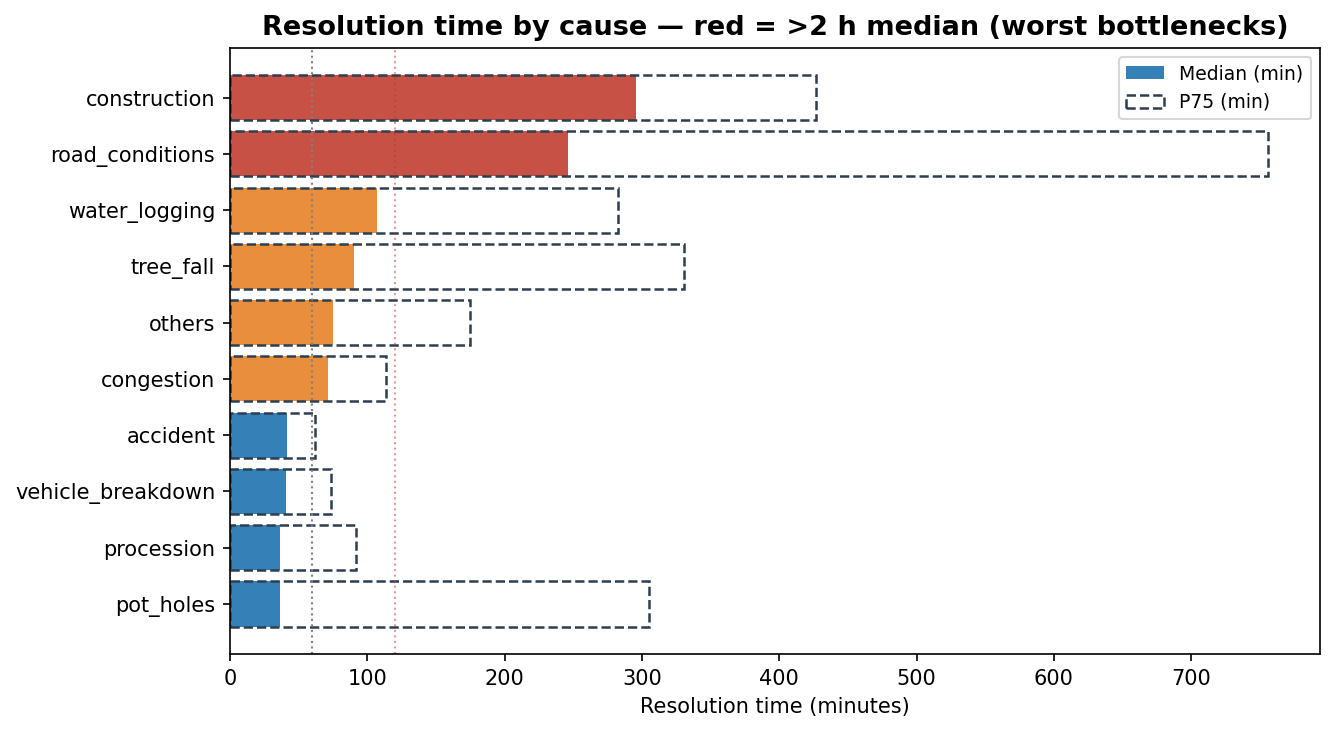 Resolution time by cause — red = >2 h median (worst bottlenecks)
Median (min)
P75 (min)
construction
road_conditions
water_logging
tree_fall
others
congestion
accident
vehicle_breakdown
procession
pot_holes
0 100 200 300 400 500 600 700
Resolution time (minutes)